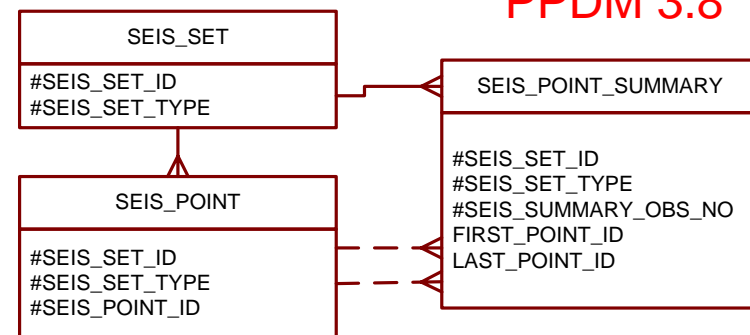 PPDM 3.8
SEIS_SET
#SEIS_SET_ID
#SEIS_SET_TYPE
SEIS_POINT_SUMMARY
#SEIS_SET_ID
#SEIS_SET_TYPE
#SEIS_SUMMARY_OBS_NO
FIRST_POINT_ID
LAST_POINT_ID
SEIS_POINT
#SEIS_SET_ID
#SEIS_SET_TYPE
#SEIS_POINT_ID